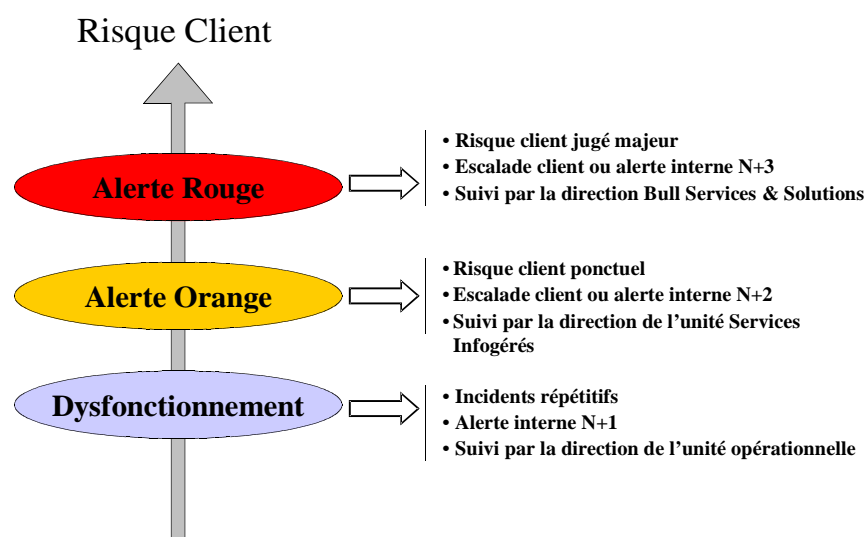 Risque Client
Alerte Rouge
• Risque client jugé majeur
• Escalade client ou alerte interne N+3
• Suivi par la direction Bull Services & Solutions
Alerte Orange
• Risque client ponctuel
• Escalade client ou alerte interne N+2
• Suivi par la direction de l’unité Services
Infogérés
Dysfonctionnement
• Incidents répétitifs
• Alerte interne N+1
• Suivi par la direction de l’unité opérationnelle